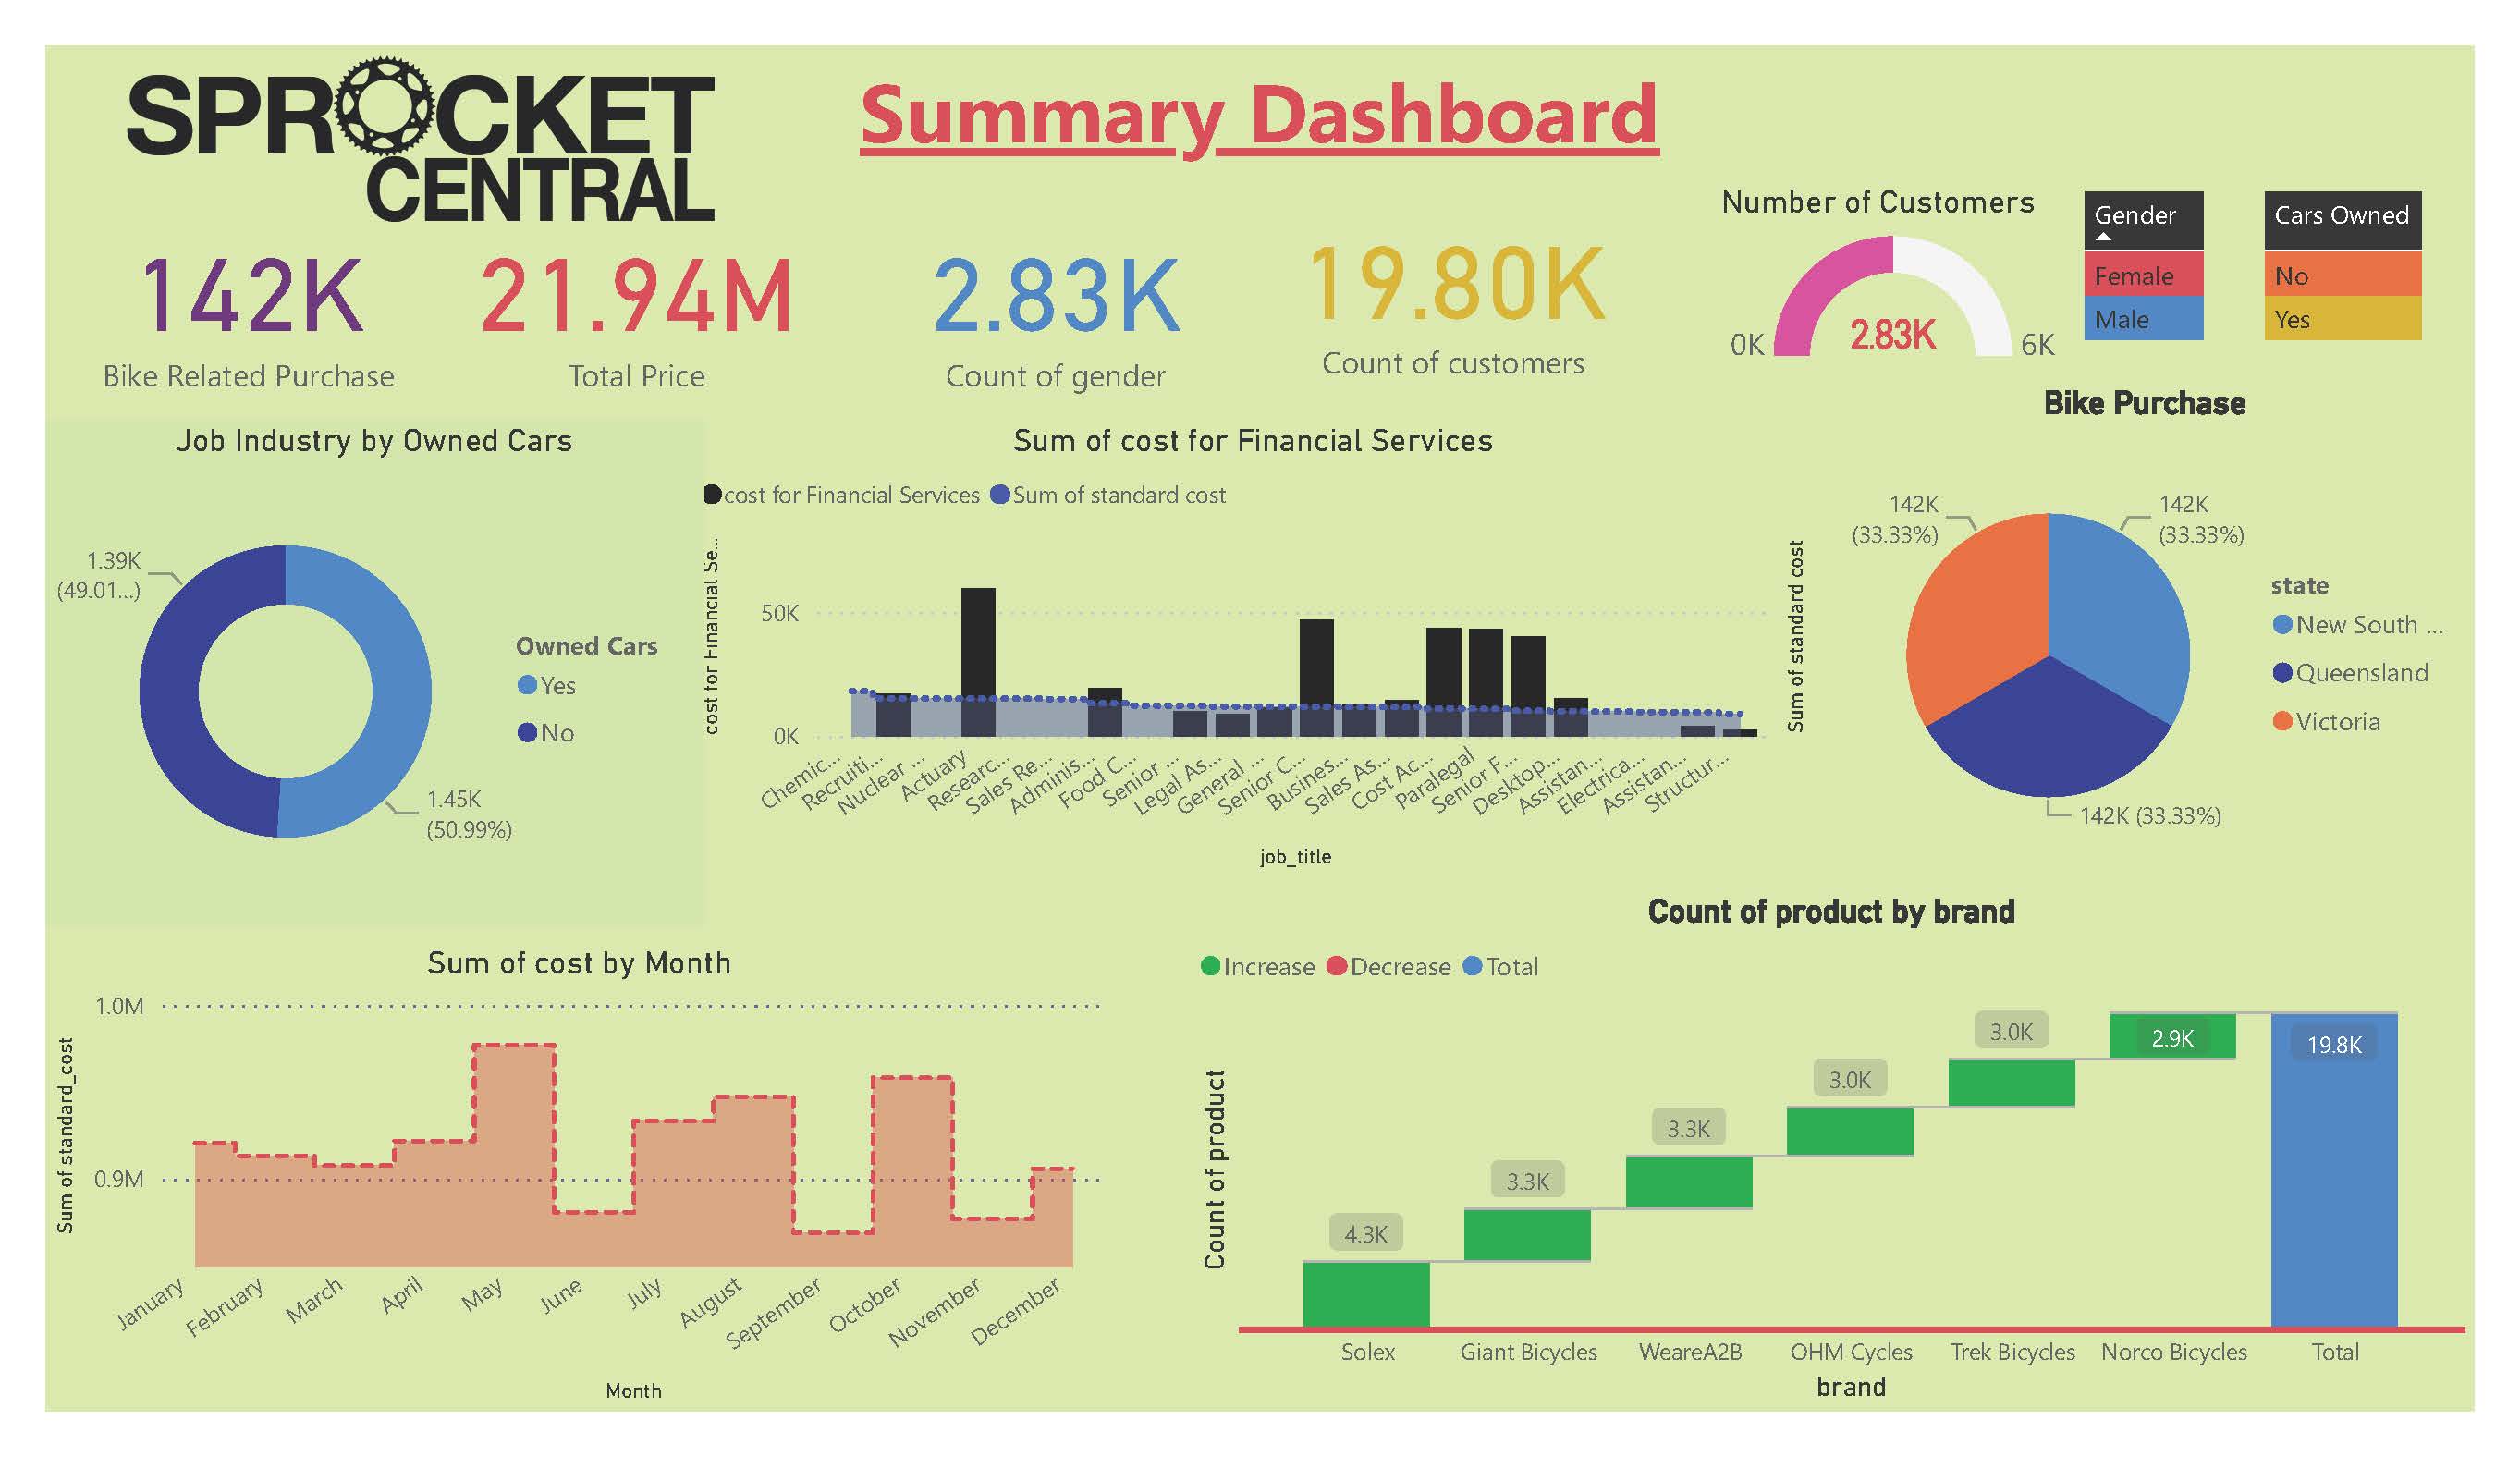 SPROCKET
CENTRAL
Summary Dashboard
142K
Bike Related Purchase
21.94M
Total Price
2.83K
Count of gender
19.80K
Count of customers
Number of Customers
0K
2.83K
6K
Gender
Female
Male
Cars Owned
No
Yes
Job Industry by Owned Cars
1.39K
(49.01...)
1.45K
(50.99%)
Owned Cars
Yes
No
Sum of cost for Financial Services
cost for Financial Services
Sum of standard cost
cost for Financial Se...
50K
0K
Sum of standard cost
Chemic...
Recruiti...
Nuclear ...
Actuary
Researc...
Sales Re...
Adminis...
Food C...
Senior ...
Legal As...
General ...
Senior C...
Busines...
Sales As...
Cost Ac...
Paralegal
Senior F...
Desktop...
Assistan...
Electrica...
Assistan...
Structur...
job_title
Bike Purchase
142K
(33.33%)
142K
(33.33%)
142K (33.33%)
state
New South ...
Queensland
Victoria
Sum of cost by Month
Sum of standard_cost
1.0M
0.9M
January
February
March
April
May
June
July
August
September
October
November
December
Month
Count of product by brand
Increase
Decrease
Total
Count of product
4.3K
3.3K
3.3K
3.0K
3.0K
2.9K
19.8K
Solex
Giant Bicycles
WeareA2B
OHM Cycles
Trek Bicycles
Norco Bicycles
Total
brand